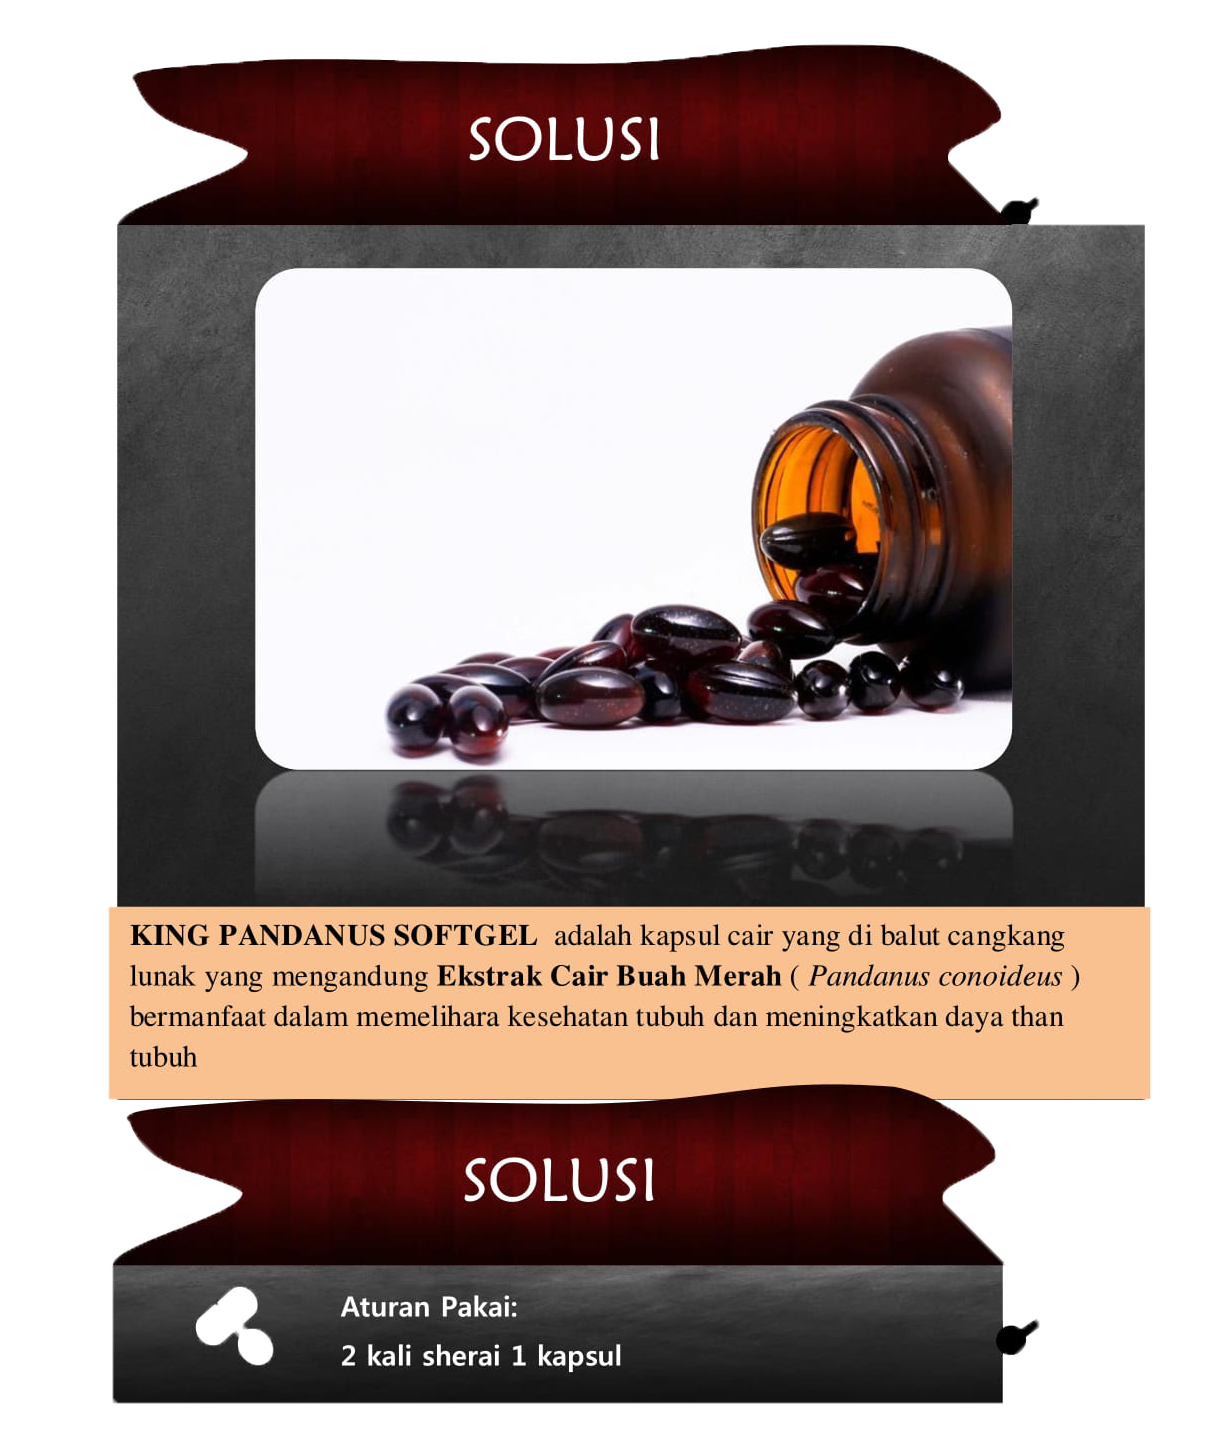 SOLUSI
KING PANDANUS SOFTGEL adalah kapsul cair yang di balut cangkang
lunak yang mengandung Ekstrak Cair Buah Merah ( Pandanus conoideus )
bermanfaat dalam memelihara kesehatan tubuh dan meningkatkan daya than
tubuh
SOLUSI
Aturan Pakai:
2 kali sherai 1 kapsul